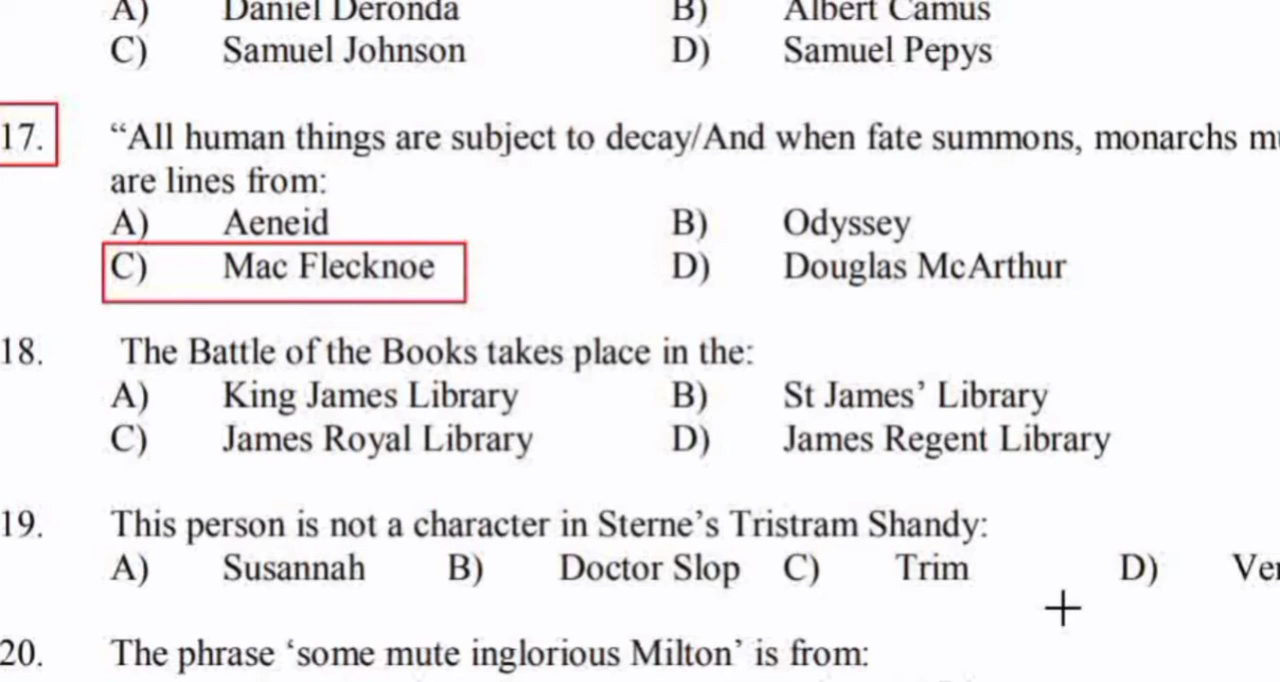 A) Daniel Deronda B) Albert Camus
C) Samuel Johnson D) Samuel Pepys
17. “All human things are subject to decay/And when fate summons, monarchs
are lines from:
A) Aeneid B) Odyssey
C) Mac Flecknoe D) Douglas McArthur
18. The Battle of the Books takes place in the:
A) King James Library B) St James’ Library
C) James Royal Library D) James Regent Library
19. This person is not a character in Sterne’s Tristram Shandy:
A) Susannah B) Doctor Slop C) Trim D)
20. The phrase ‘some mute inglorious Milton’ is from: